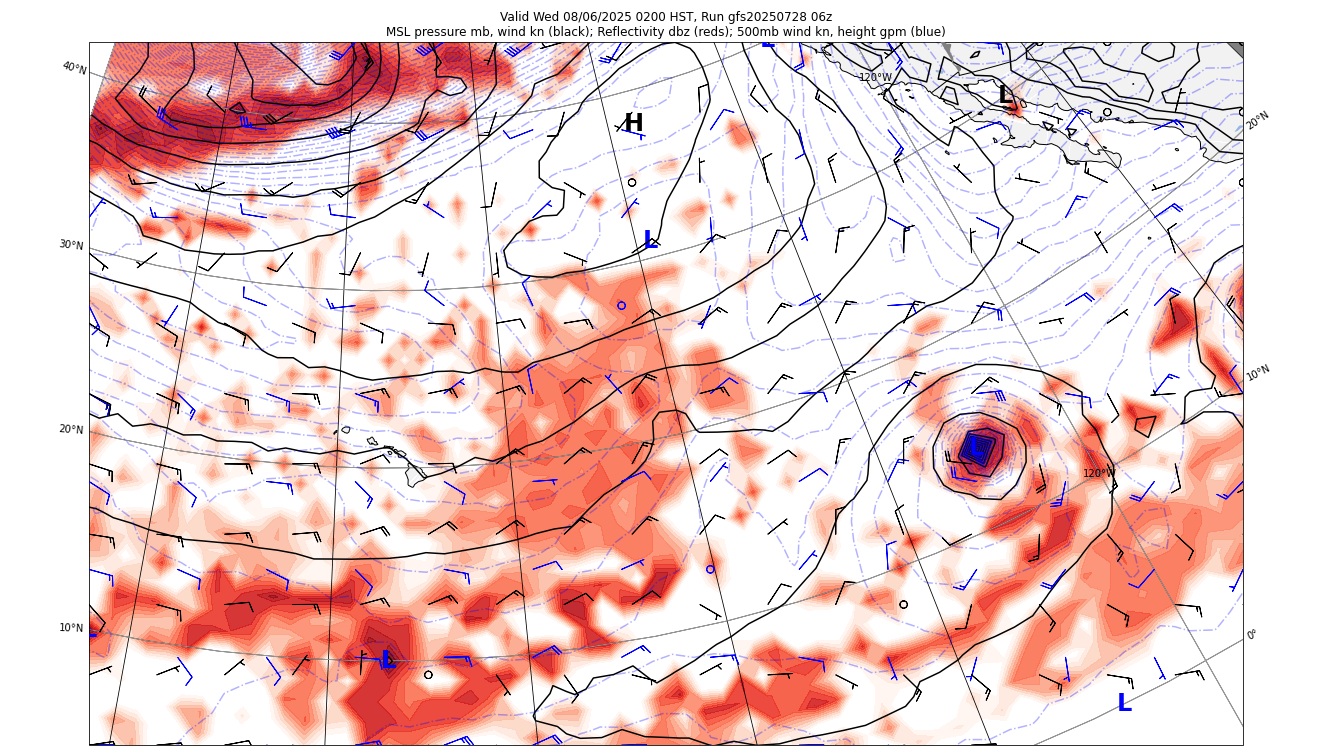 Valid Wed 08/06/2025 0200 HST, Run gfs20250728 06z
MSL pressure mb, wind kn (black); Reflectivity dbz (reds); 500mb wind kn, height gpm (blue)
L
40°N
120°W
L
20°N
H
30°N
L
10°N
20°N
L
120°W
10°N
0°
L
L